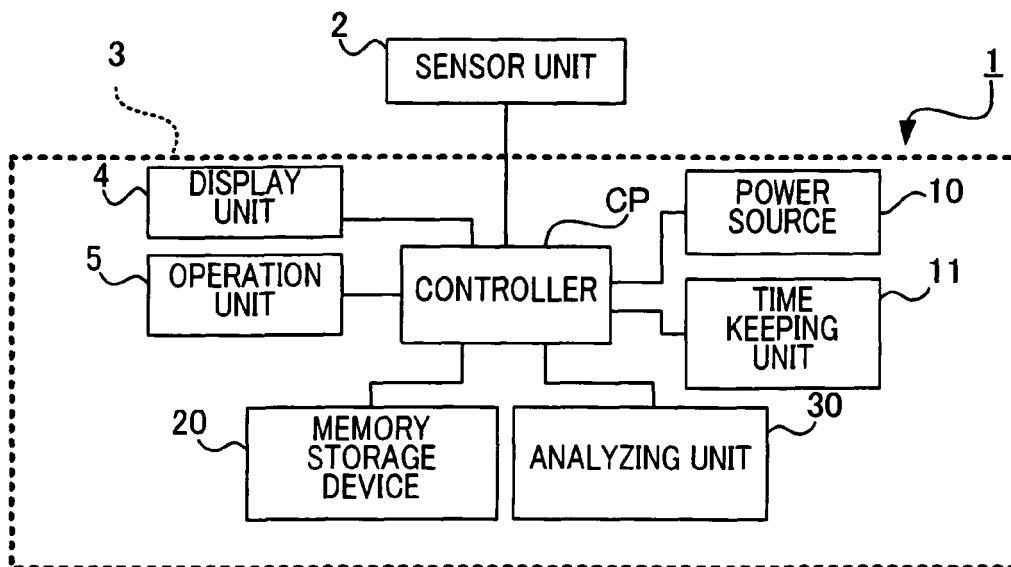 2
SENSOR UNIT
3
1
4
DISPLAY
UNIT
CP
POWER
SOURCE
10
5
OPERATION
UNIT
CONTROLLER
TIME
KEEPING
UNIT
11
20
MEMORY
STORAGE
DEVICE
ANALYZING UNIT
30